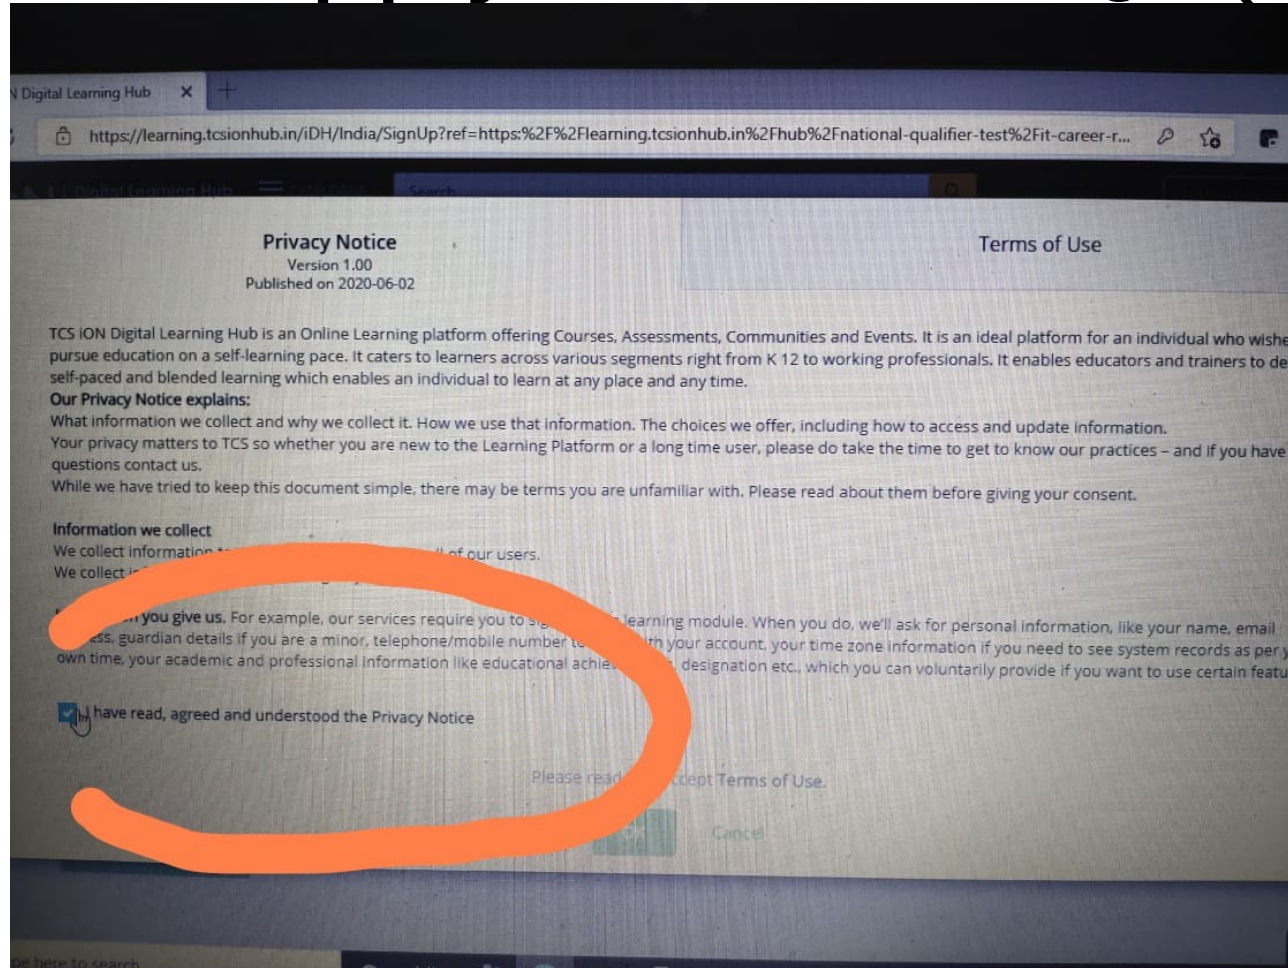 Digital Learning Hub
https://learning.tcsionhub.in/iDH/India/SignUp?ref=https:%2F%2Flearning.tcsionhub.in%2Fhub%2Fnational-qualifier-test%2Fit-career-r...
Digital Learning Hub
Search
Privacy Notice
Version 1.00
Published on 2020-06-02
Terms of Use
TCS iON Digital Learning Hub is an Online Learning platform offering Courses, Assessments, Communities and Events. It is an ideal platform for an individual who wishe
pursue education on a self-learning pace. It caters to learners across various segments right from K 12 to working professionals. It enables educators and trainers to de
self-paced and blended learning which enables an individual to learn at any place and any time.
Our Privacy Notice explains:
What information we collect and why we collect it. How we use that information. The choices we offer, including how to access and update information.
Your privacy matters to TCS so whether you are new to the Learning Platform or a long time user, please do take the time to get to know our practices – and if you have
questions contact us.
While we have tried to keep this document simple, there may be terms you are unfamiliar with. Please read about them before giving your consent.
Information we collect
We collect information of our users.
We collect
you give us. For example, our services require you to learning module. When you do, we'll ask for personal information, like your name, email
guardian details if you are a minor, telephone/mobile number your account, your time zone information if you need to see system records as per y
own time, your academic and professional information like educational designation etc., which you can voluntarily provide if you want to use certain featu
I have read, agreed and understood the Privacy Notice
Please read Terms of Use.
Cancel
here to search